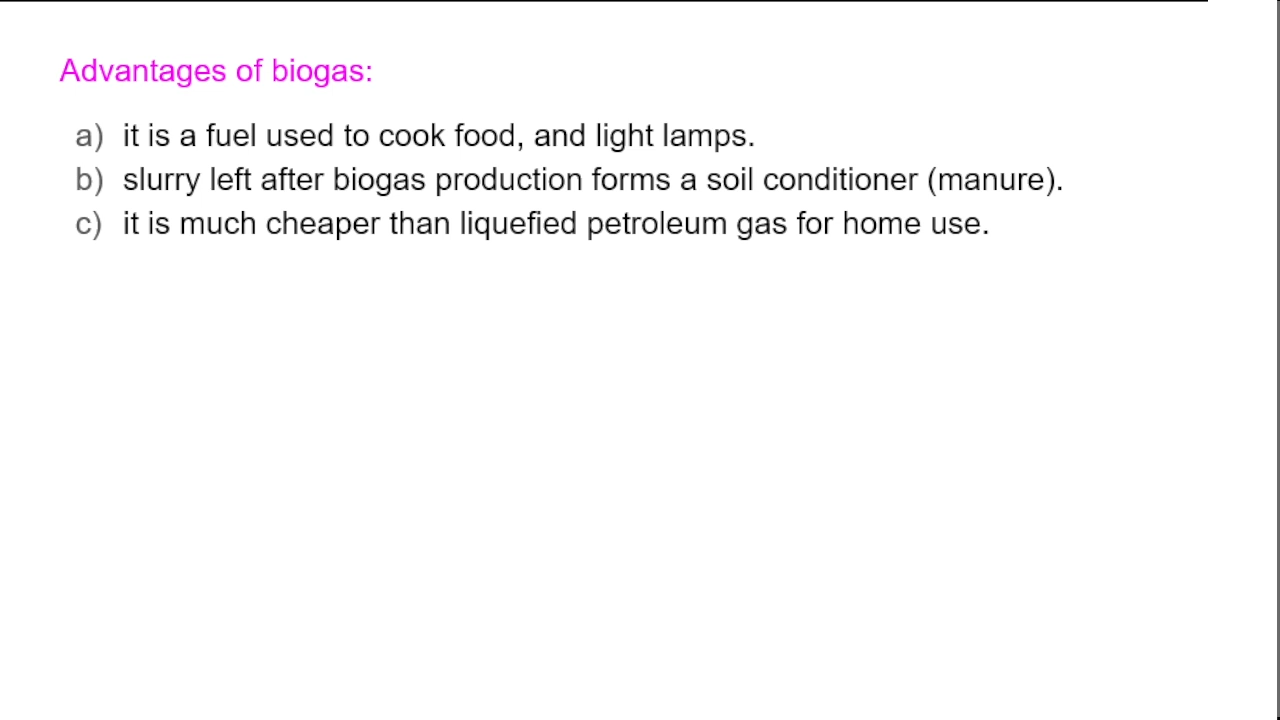 Advantages of biogas:
a) it is a fuel used to cook food, and light lamps.
b) slurry left after biogas production forms a soil conditioner (manure).
c) it is much cheaper than liquefied petroleum gas for home use.